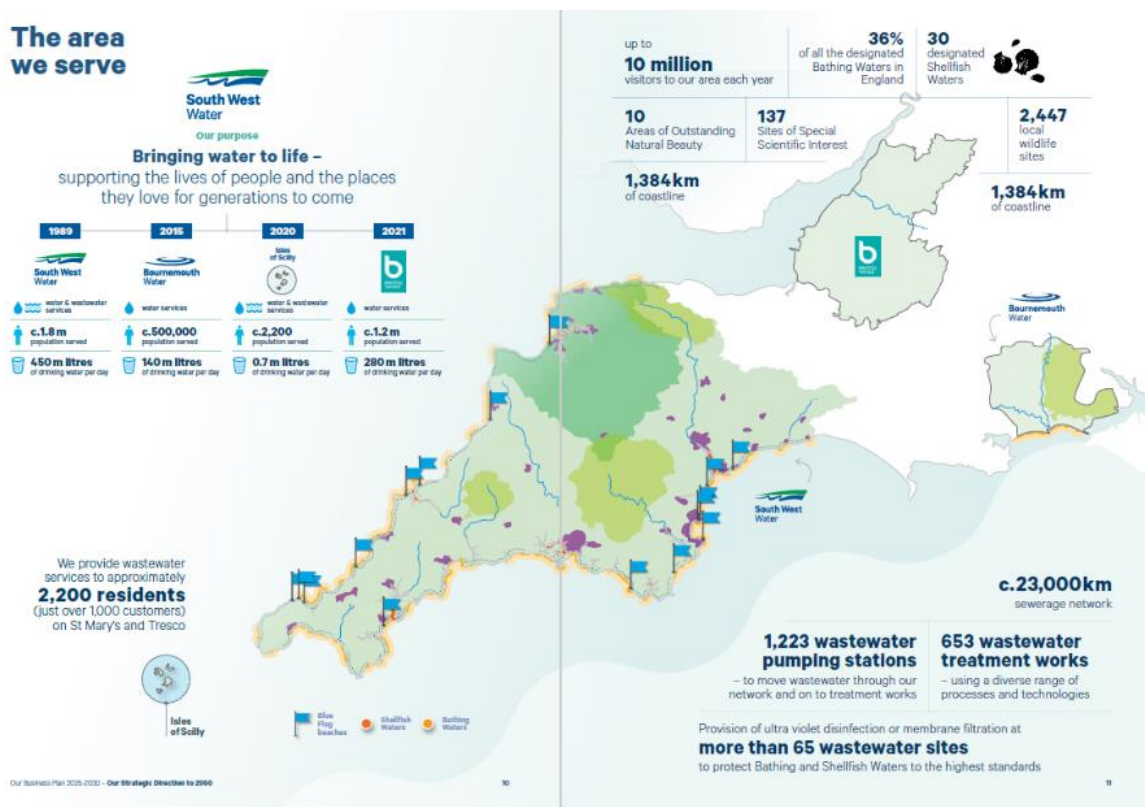 The area
we serve
South West
Water
Our purpose
Bringing water to life –
supporting the lives of people and the places
they love for generations to come
1989
South West
Water
water & wastewater
services
c.1.8m
population served
450m litres
of drinking water per day
2015
Bournemouth
Water
water services
c.500,000
population served
140m litres
of drinking water per day
2020
Isles
of Scilly
water & wastewater
services
c.2,200
population served
0.7m litres
of drinking water per day
2021
b
water services
c.1.2m
population served
280m litres
of drinking water per day
We provide wastewater
services to approximately
2,200 residents
(just over 1,000 customers)
on St Mary's and Tresco
Isles
of Scilly
Blue
Flag
beaches
Shellfish
Waters
Bathing
Waters
Our Business Plan 2025-2030 – Our Strategic Direction to 2050
10
up to
10 million
visitors to our area each year
36%
of all the designated
Bathing Waters in
England
30
designated
Shellfish
Waters
10
Areas of Outstanding
Natural Beauty
137
Sites of Special
Scientific Interest
2,447
local
wildlife
sites
1,384km
of coastline
1,384km
of coastline
b
Bournemouth
Water
South West
Water
c.23,000km
sewerage network
1,223 wastewater
pumping stations
– to move wastewater through our
network and on to treatment works
653 wastewater
treatment works
– using a diverse range of
processes and technologies
Provision of ultra violet disinfection or membrane filtration at
more than 65 wastewater sites
to protect Bathing and Shellfish Waters to the highest standards
11